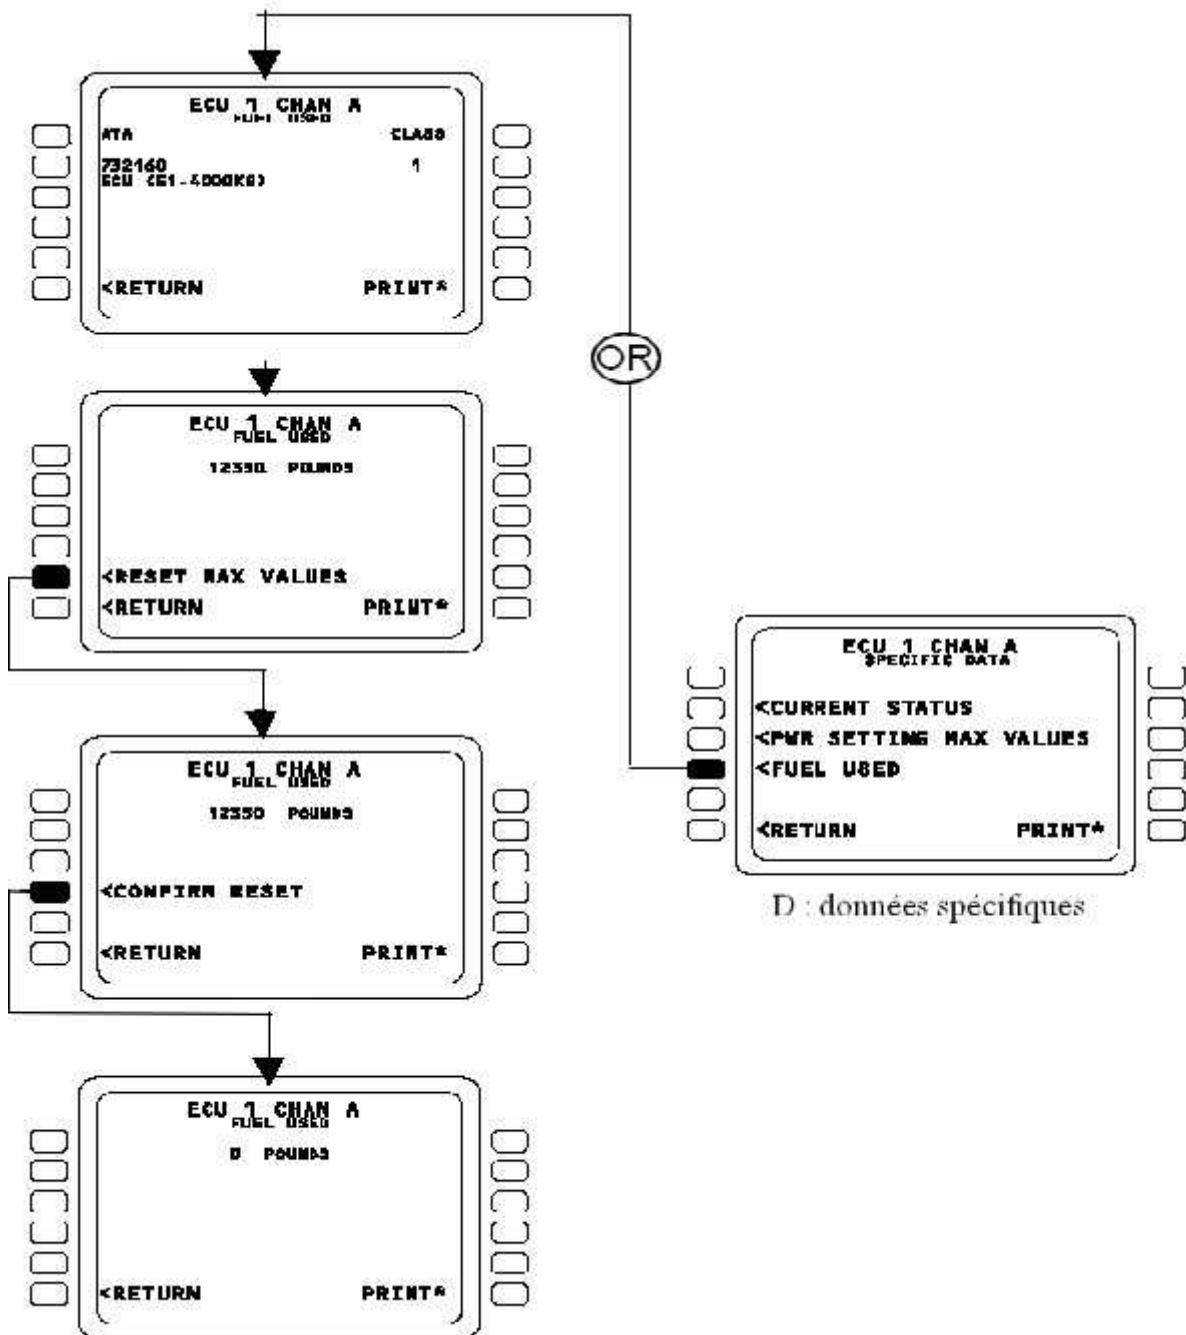 ECU 1 CHAN A
FUEL USED
ATA CLASS
732160 1
ECU
<RETURN PRINT*
ECU 1 CHAN A
FUEL USED
12350 POUNDS
<RESET MAX VALUES
<RETURN PRINT*
ECU 1 CHAN A
FUEL USED
12350 POUNDS
<CONFIRM RESET
<RETURN PRINT*
ECU 1 CHAN A
FUEL USED
0 POUNDS
<RETURN PRINT*
OR
ECU 1 CHAN A
SPECIFIC DATA
<CURRENT STATUS
<PWR SETTING MAX VALUES
<FUEL USED
<RETURN PRINT*
D : données spécifiques